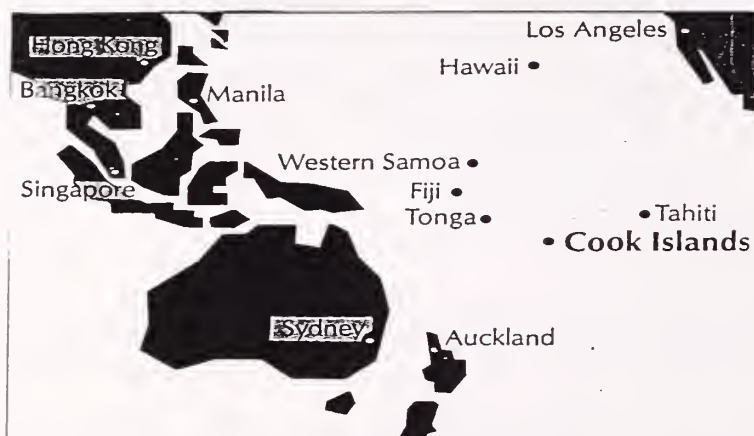 Los Angeles
Hong Kong
Hawaii
Bangkok
Manila
Western Samoa
Singapore
Fiji
Tonga
Tahiti
Cook Islands
Sydney
Auckland